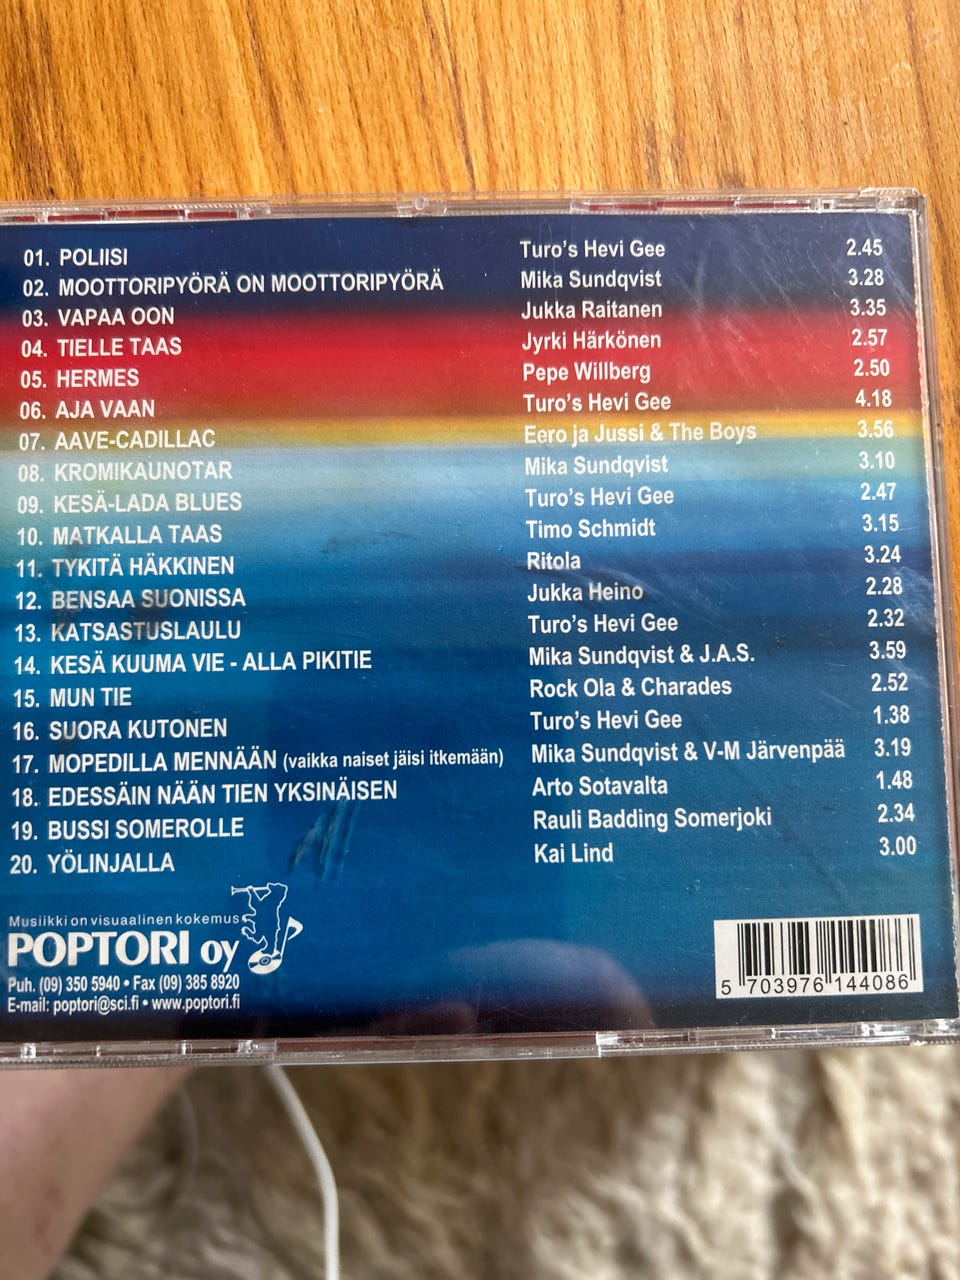 01. POLIISI Turo's Hevi Gee 2.45
02. MOOTTORIPYÖRÄ ON MOOTTORIPYÖRÄ Mika Sundqvist 3.28
03. VAPAA OON Jukka Raitanen 3.35
04. TIELLE TAAS Jyrki Härkönen 2.57
05. HERMES Pepe Willberg 2.50
06. AJA VAAN Turo's Hevi Gee 4.18
07. AAVE-CADILLAC Eero ja Jussi & The Boys 3.56
08. KROMIKAUNOTAR Mika Sundqvist 3.10
09. KESÄ-LADA BLUES Turo's Hevi Gee 2.47
10. MATKALLA TAAS Timo Schmidt 3.15
11. TYKITÄ HÄKKINEN Ritola 3.24
12. BENSAA SUONISSA Jukka Heino 2.28
13. KATSASTUSLAULU Turo's Hevi Gee 2.32
14. KESÄ KUUMA VIE - ALLA PIKITIE Mika Sundqvist & J.A.S. 3.59
15. MUN TIE Rock Ola & Charades 2.52
16. SUORA KUTONEN Turo's Hevi Gee 1.38
17. MOPEDILLA MENNÄÄN (vaikka naiset jäisi itkemään) Mika Sundqvist & V-M Järvenpää 3.19
18. EDESSÄIN NÄÄN TIEN YKSINÄISEN Arto Sotavalta 1.48
19. BUSSI SOMEROLLE Rauli Badding Somerjoki 2.34
20. YÖLINJALLA Kai Lind 3.00
Musiikki on visuaalinen kokemus
POPTORI oy
Puh. (09) 350 5940 • Fax (09) 385 8920
E-mail: poptori@sci.fi • www.poptori.fi
5 703976 144086